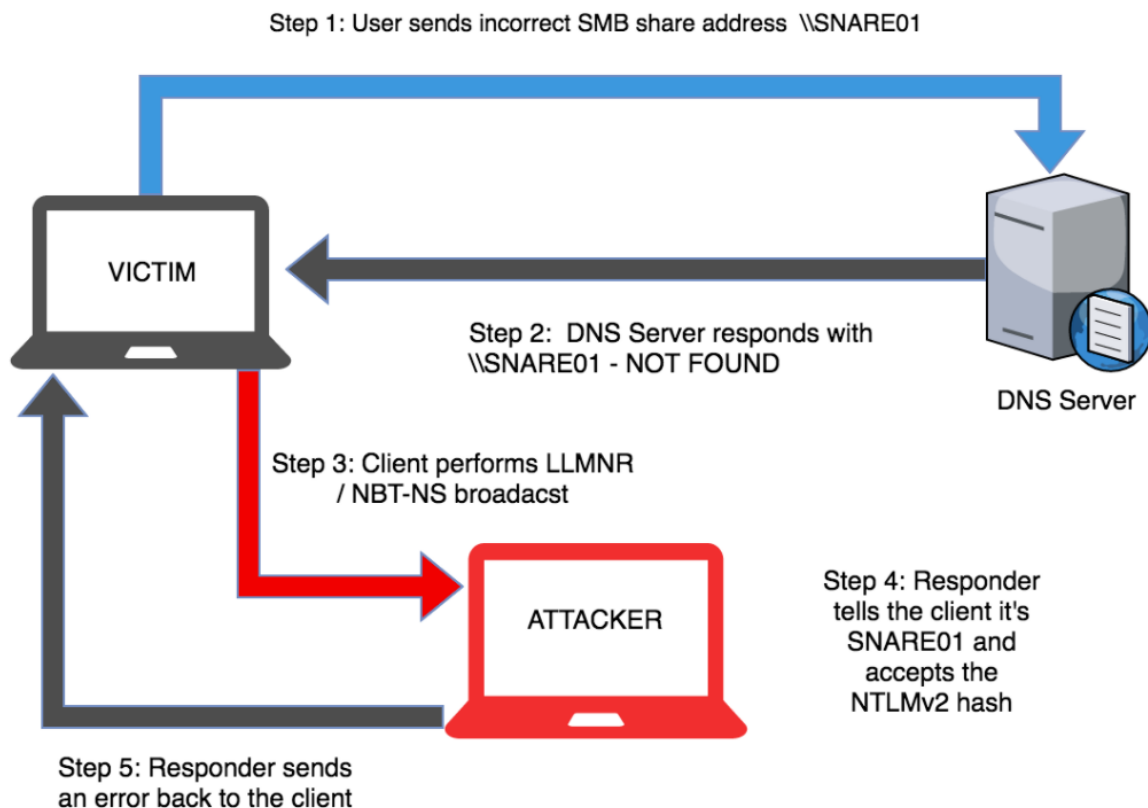 Step 1: User sends incorrect SMB share address \\SNARE01
VICTIM
Step 2: DNS Server responds with
\\SNARE01 - NOT FOUND
DNS Server
Step 3: Client performs LLMNR
/ NBT-NS broadacst
ATTACKER
Step 4: Responder
tells the client it's
SNARE01 and
accepts the
NTLMv2 hash
Step 5: Responder sends
an error back to the client